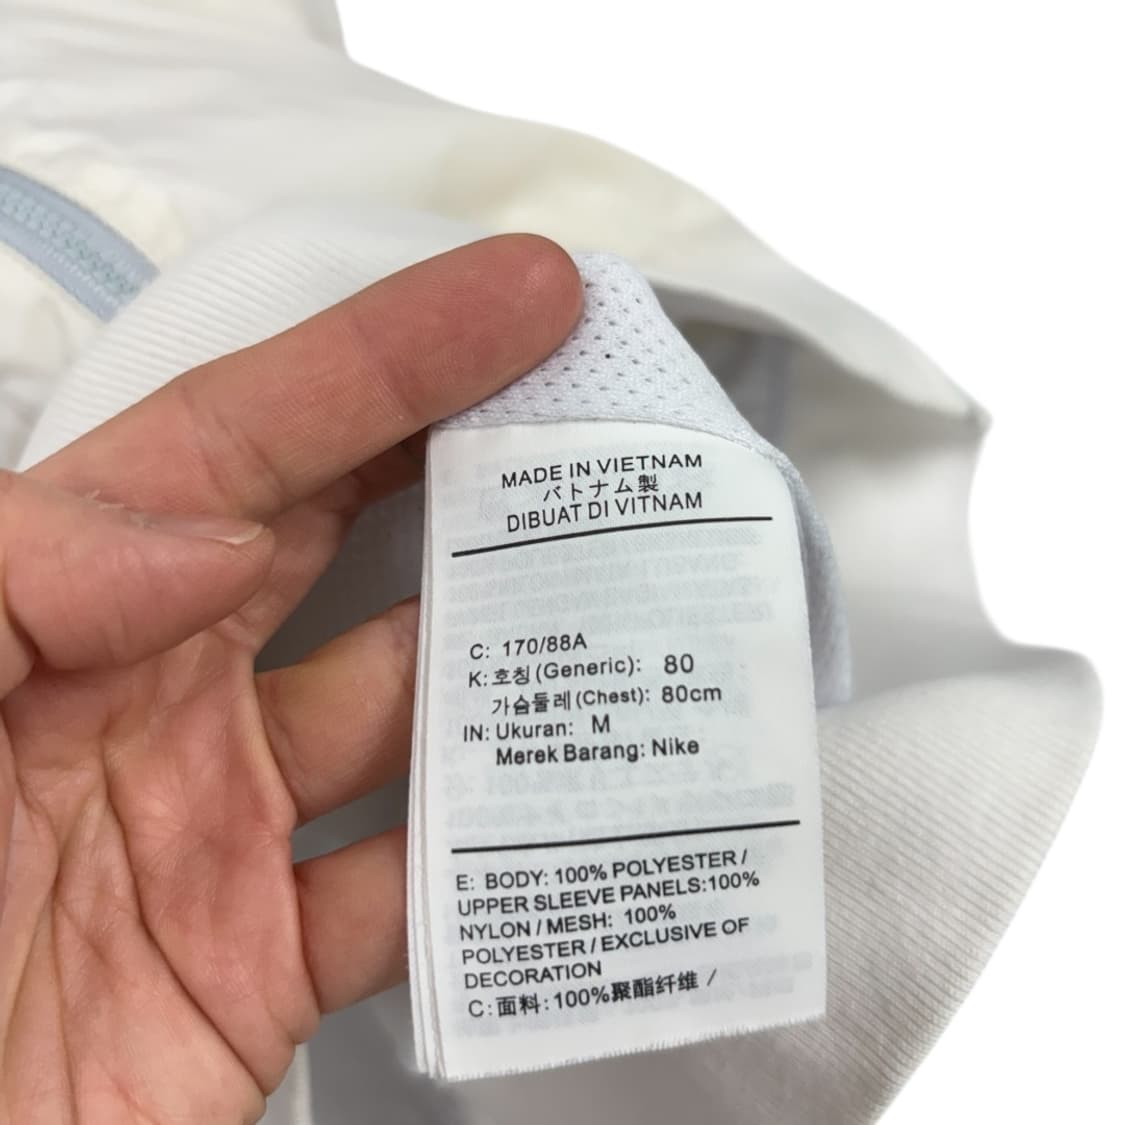 MADE IN VIETNAM
バトナム製
DIBUAT DI VITNAM
C: 170/88A
K: 호칭 (Generic): 80
가슴둘레 (Chest): 80cm
IN: Ukuran: M
Merek Barang: Nike
E: BODY: 100% POLYESTER /
UPPER SLEEVE PANELS:100%
NYLON / MESH: 100%
POLYESTER / EXCLUSIVE OF
DECORATION
C: 面料: 100%聚酯纤维 /